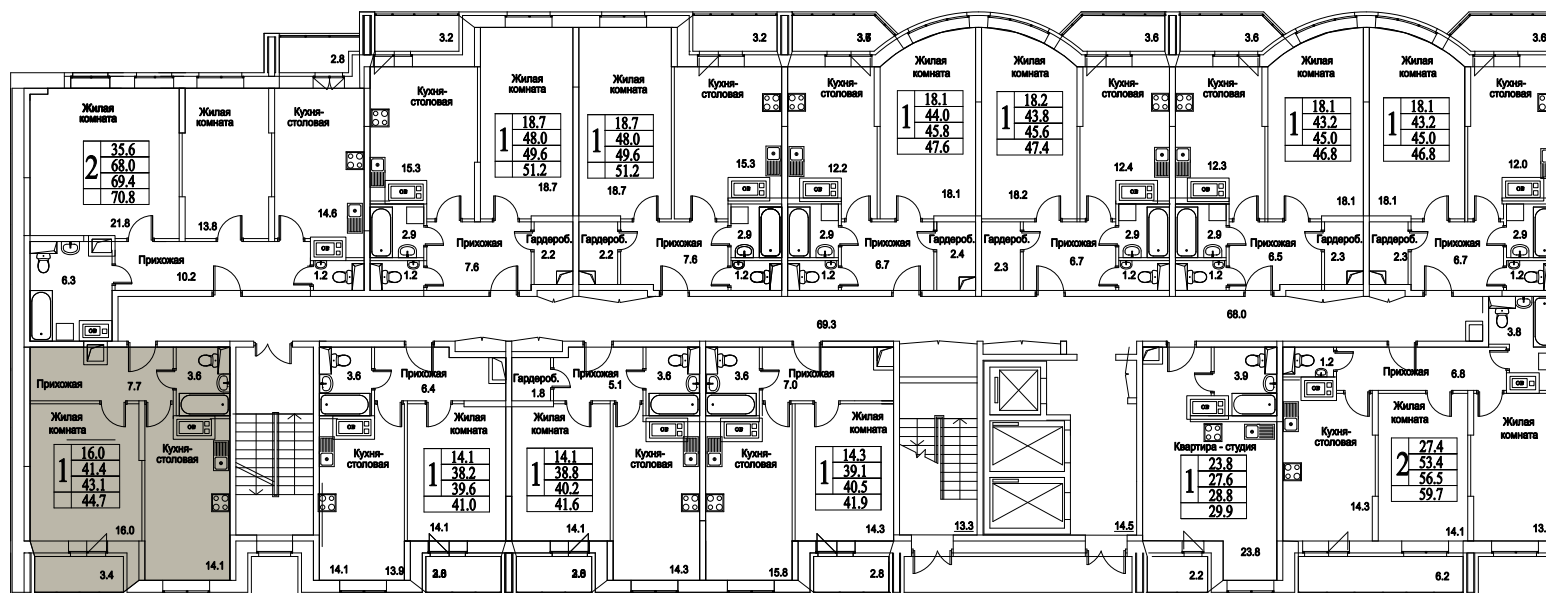 3.2
3.2
3.6
3.6
3.6
2.8
Жилая
комната
Жилая
комната
Кухня-
столовая
35.6
2
68.0
69.4
70.8
21.8
13.8
14.6
Прихожая
10.2
6.3
ОВ
ОВ
1.2
Кухня-
столовая
Жилая
комната
18.7
1
48.0
49.6
51.2
15.3
18.7
ОВ
2.9
1.2
Прихожая
7.6
Гардероб.
2.2
Жилая
комната
Кухня-
столовая
18.7
1
48.0
49.6
51.2
18.7
15.3
ОВ
Гардероб.
2.2
Прихожая
7.6
2.9
1.2
Кухня-
столовая
Жилая
комната
18.1
1
44.0
45.8
47.6
12.2
18.1
ОВ
2.9
1.2
Прихожая
6.7
Гардероб.
2.4
Жилая
комната
Кухня-
столовая
18.2
1
43.8
45.6
47.4
18.2
12.4
ОВ
Гардероб.
2.3
Прихожая
6.7
2.9
1.2
Кухня-
столовая
Жилая
комната
18.1
1
43.2
45.0
46.8
12.3
18.1
ОВ
2.9
1.2
Прихожая
6.5
Гардероб.
2.3
Жилая
комната
Кухня-
столовая
18.1
1
43.2
45.0
46.8
18.1
12.0
ОВ
Гардероб.
2.3
Прихожая
6.7
2.9
1.2
69.3
68.0
Прихожая
7.7
3.6
ОВ
Жилая
комната
Кухня-
столовая
16.0
1
41.4
43.1
44.7
16.0
14.1
3.4
3.6
Прихожая
6.4
ОВ
Кухня-
столовая
Жилая
комната
14.1
1
38.2
39.6
41.0
14.1
14.1
13.9
Гардероб.
1.8
5.1
Прихожая
3.6
ОВ
Жилая
комната
Кухня-
столовая
14.1
1
38.8
40.2
41.6
14.1
14.3
3.6
7.0
Прихожая
ОВ
Кухня-
столовая
Жилая
комната
14.3
1
39.1
40.5
41.9
14.3
15.8
2.8
13.3
14.5
3.9
ОВ
Квартира - студия
23.8
1
27.6
28.8
29.9
23.8
2.2
1.2
Прихожая
6.8
3.8
ОВ
ОВ
Кухня-
столовая
Жилая
комната
Жилая
комната
27.4
2
53.4
56.5
59.7
14.3
14.1
6.2